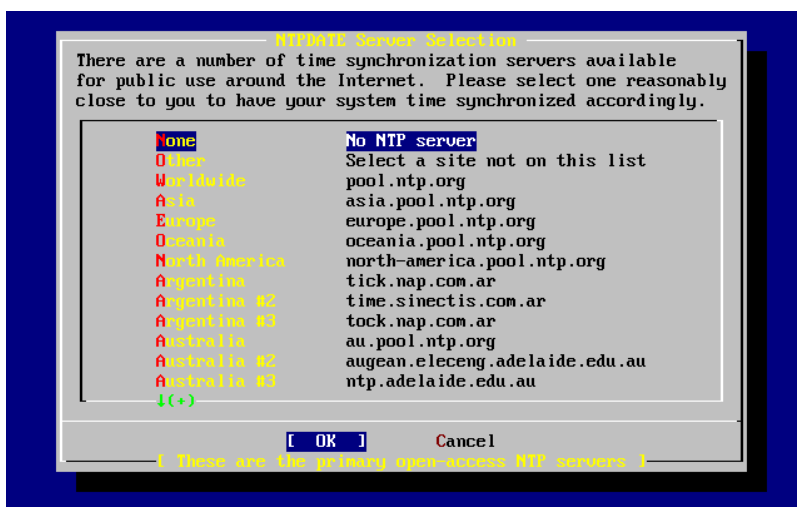 NTPDATE Server Selection
There are a number of time synchronization servers available
for public use around the Internet.  Please select one reasonably
close to you to have your system time synchronized accordingly.
None No NTP server
Other Select a site not on this list
Worldwide pool.ntp.org
Asia asia.pool.ntp.org
Europe europe.pool.ntp.org
Oceania oceania.pool.ntp.org
North America north-america.pool.ntp.org
Argentina tick.nap.com.ar
Argentina #2 time.sinectis.com.ar
Argentina #3 tock.nap.com.ar
Australia au.pool.ntp.org
Australia #2 augean.eleceng.adelaide.edu.au
Australia #3 ntp.adelaide.edu.au
↓(+)
[ OK ] Cancel
[ These are the primary open-access NTP servers ]